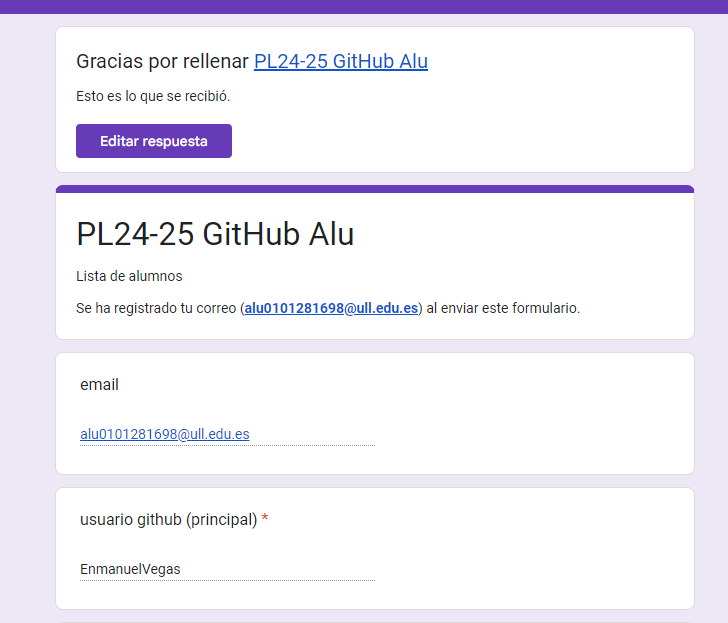 Gracias por rellenar PL24-25 GitHub Alu
Esto es lo que se recibió.
Editar respuesta
PL24-25 GitHub Alu
Lista de alumnos
Se ha registrado tu correo (alu0101281698@ull.edu.es) al enviar este formulario.
email
alu0101281698@ull.edu.es
usuario github (principal) *
EnmanuelVegas